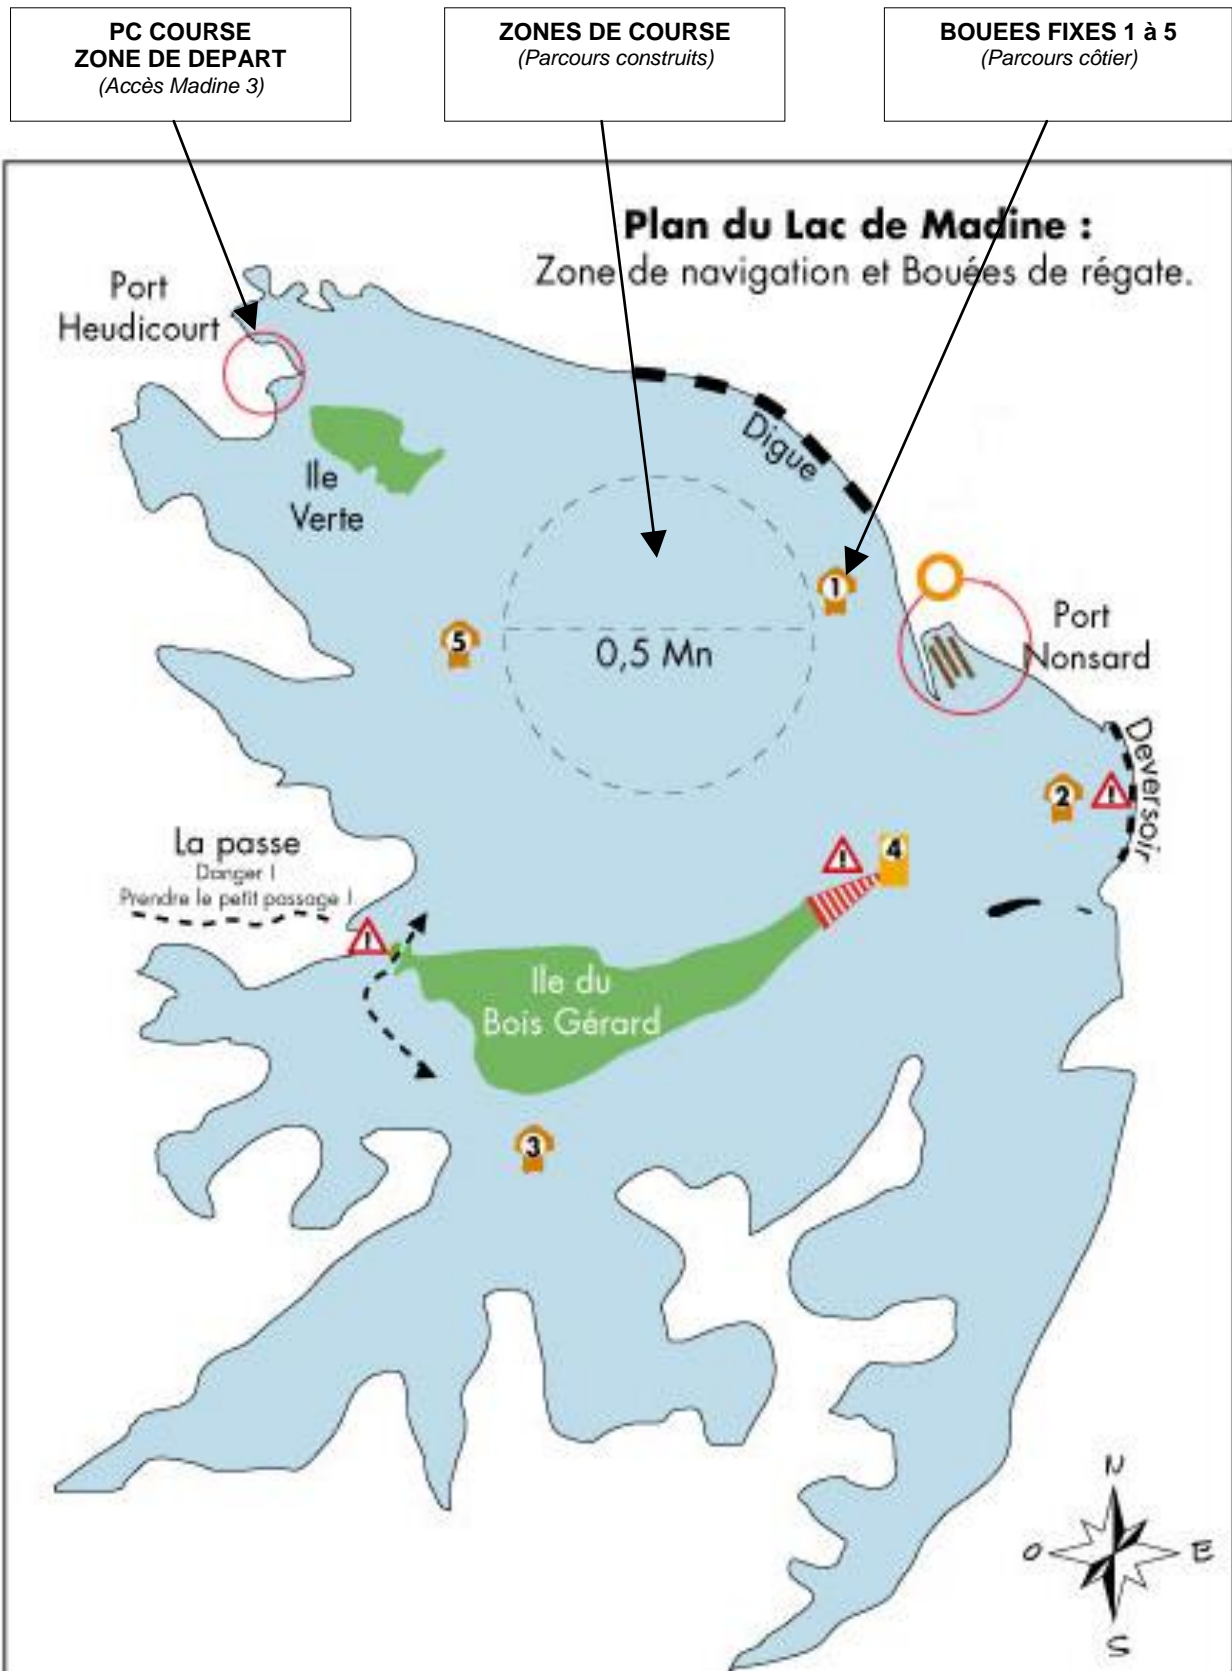 PC COURSE
ZONE DE DEPART
(Accès Madine 3)
ZONES DE COURSE
(Parcours construits)
BOUEES FIXES 1 à 5
(Parcours côtier)
Plan du Lac de Madine :
Zone de navigation et Bouées de régate.
Port
Heudicourt
Ile
Verte
Digue
1
5
0,5 Mn
Port
Nonsard
Deversoir
2
!
4
!
La passe
Danger !
Prendre le petit passage !
!
Ile du
Bois Gérard
3
N
O
E
S